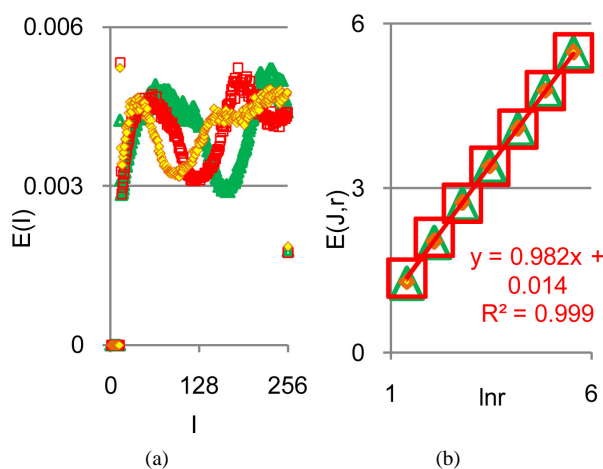 0.006
0.003
0
E(I)
0
128
256
I
(a)
6
3
0
E(J,r)
y = 0.982x +
0.014
R² = 0.999
1
lnr
6
(b)